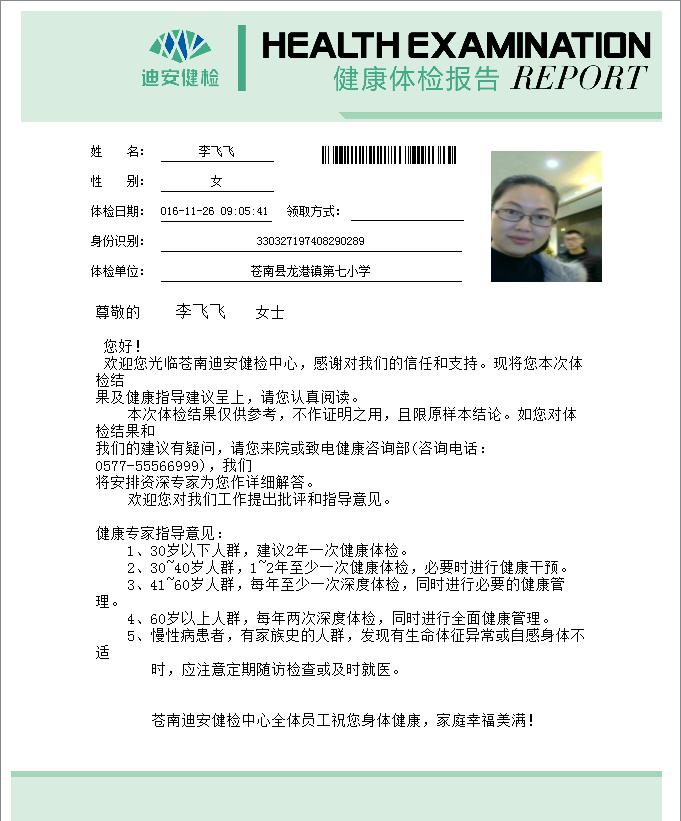 迪安健检
HEALTH EXAMINATION
健康体检报告 REPORT
姓 名： 李飞飞
性 别： 女
体检日期： 016-11-26 09:05:41 领取方式：
身份识别： 330327197408290289
体检单位： 苍南县龙港镇第七小学
尊敬的 李飞飞 女士
您好！
欢迎您光临苍南迪安健检中心，感谢对我们的信任和支持。现将您本次体
检结
果及健康指导建议呈上，请您认真阅读。
本次体检结果仅供参考，不作证明之用，且限原样本结论。如您对体
检结果和
我们的建议有疑问，请您来院或致电健康咨询部(咨询电话：
0577-55566999)，我们
将安排资深专家为您作详细解答。
欢迎您对我们工作提出批评和指导意见。
健康专家指导意见：
1、30岁以下人群，建议2年一次健康体检。
2、30~40岁人群，1~2年至少一次健康体检，必要时进行健康干预。
3、41~60岁人群，每年至少一次深度体检，同时进行必要的健康管
理。
4、60岁以上人群，每年两次深度体检，同时进行全面健康管理。
5、慢性病患者，有家族史的人群，发现有生命体征异常或自感身体不
适
时，应注意定期随访检查或及时就医。
苍南迪安健检中心全体员工祝您身体健康，家庭幸福美满！